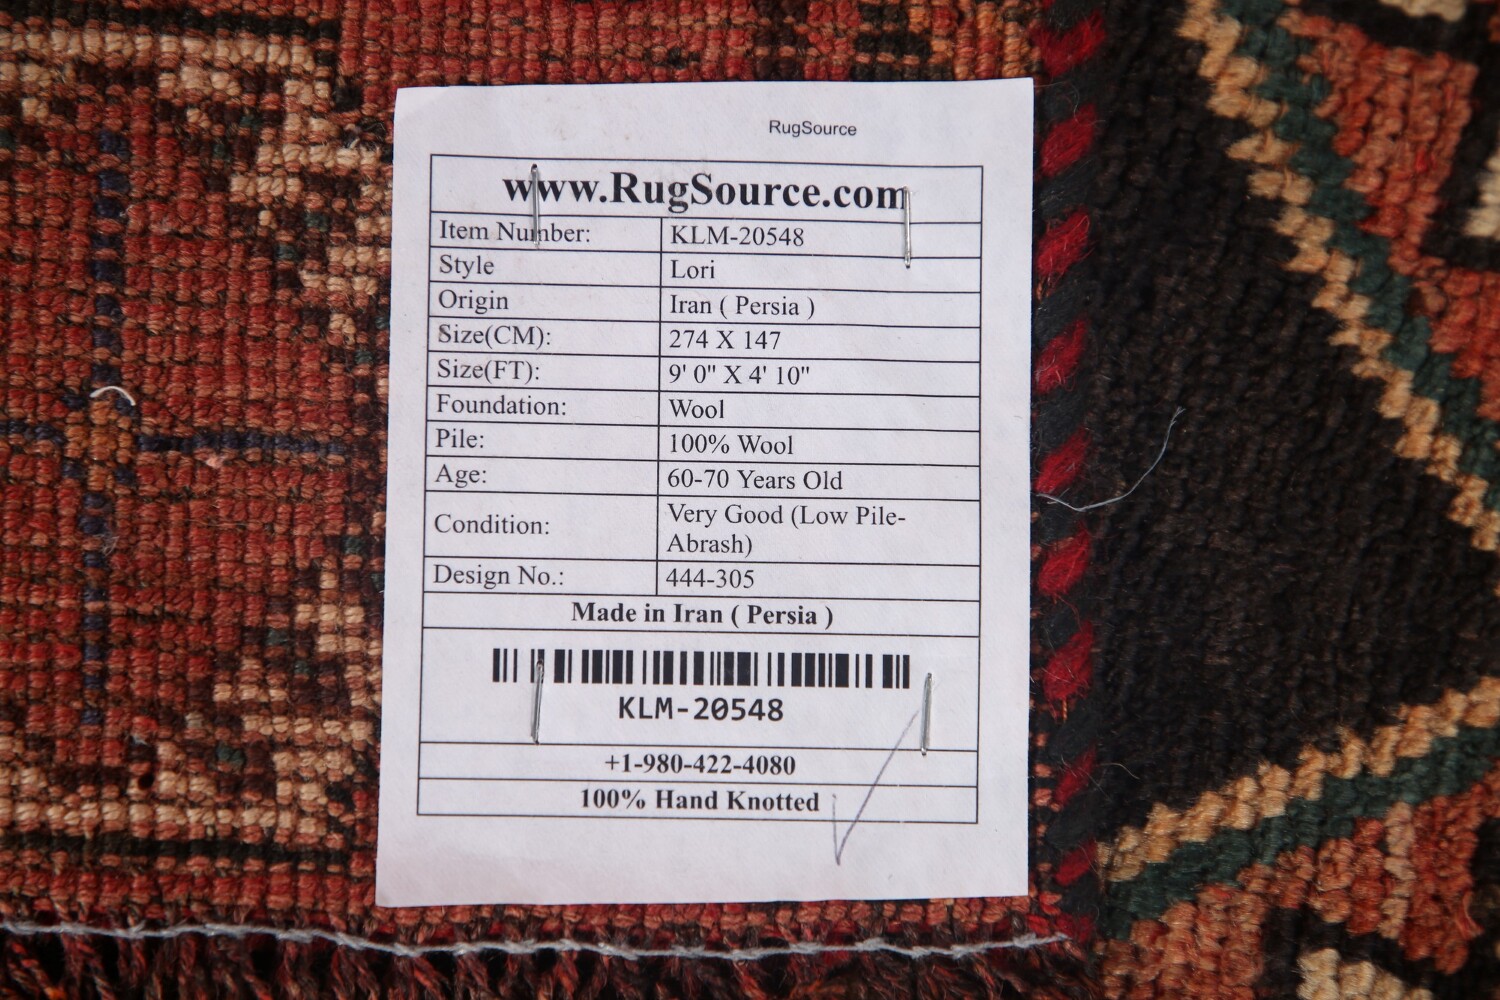 RugSource
www.RugSource.com
Item Number: KLM-20548
Style Lori
Origin Iran ( Persia )
Size(CM): 274 X 147
Size(FT): 9' 0" X 4' 10"
Foundation: Wool
Pile: 100% Wool
Age: 60-70 Years Old
Condition: Very Good (Low Pile-
Abrash)
Design No.: 444-305
Made in Iran ( Persia )
KLM-20548
+1-980-422-4080
100% Hand Knotted